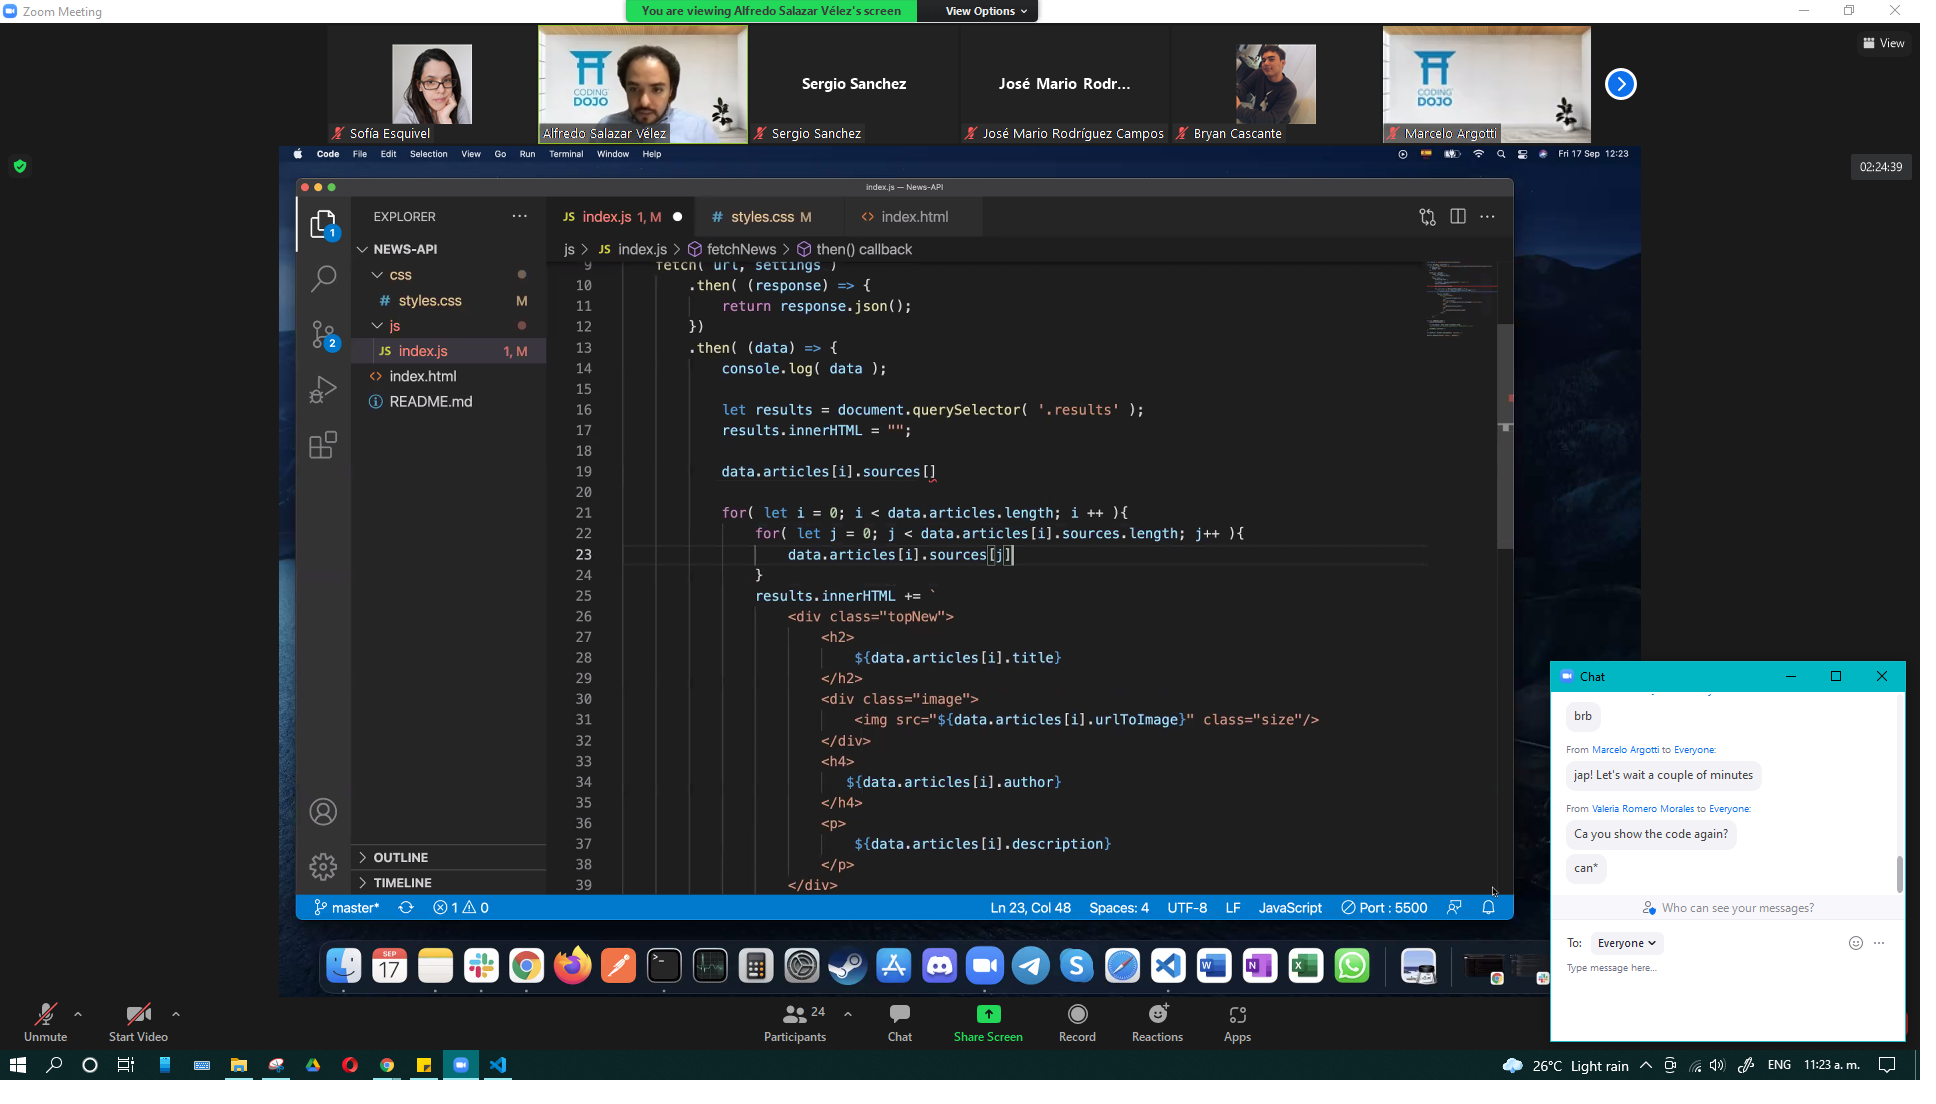 Zoom Meeting
You are viewing Alfredo Salazar Vélez's screen
View Options
View
CODING DOJO
Sergio Sanchez
José Mario Rodr...
CODING DOJO
Sofía Esquivel
Alfredo Salazar Vélez
Sergio Sanchez
José Mario Rodríguez Campos
Bryan Cascante
Marcelo Argotti
Code File Edit Selection View Go Run Terminal Window Help
Fri 17 Sep 12:23
02:24:39
index.js — News-API
EXPLORER ···
JS index.js 1, M
# styles.css M
<> index.html
js > JS index.js > fetchNews > then() callback
NEWS-API
css
# styles.css M
js
JS index.js 1, M
<> index.html
README.md
1
2
OUTLINE
TIMELINE
9 fetch( url, settings )
10 .then( (response) => {
11 return response.json();
12 })
13 .then( (data) => {
14 console.log( data );
15
16 let results = document.querySelector( '.results' );
17 results.innerHTML = "";
18
19 data.articles[i].sources[]
20
21 for( let i = 0; i < data.articles.length; i ++ ){
22 for( let j = 0; j < data.articles[i].sources.length; j++ ){
23 data.articles[i].sources[j]
24 }
25 results.innerHTML += `
26 <div class="topNew">
27 <h2>
28 ${data.articles[i].title}
29 </h2>
30 <div class="image">
31 <img src="${data.articles[i].urlToImage}" class="size"/>
32 </div>
33 <h4>
34 ${data.articles[i].author}
35 </h4>
36 <p>
37 ${data.articles[i].description}
38 </p>
39 </div>
master* 1 0
Ln 23, Col 48 Spaces: 4 UTF-8 LF JavaScript Port : 5500
SEP
17
Chat
brb
From Marcelo Argotti to Everyone:
jap! Let's wait a couple of minutes
From Valeria Romero Morales to Everyone:
Ca you show the code again?
can*
Who can see your messages?
To: Everyone
Type message here...
Unmute
Start Video
24
Participants
Chat
Share Screen
Record
Reactions
Apps
26°C Light rain
ENG
11:23 a. m.